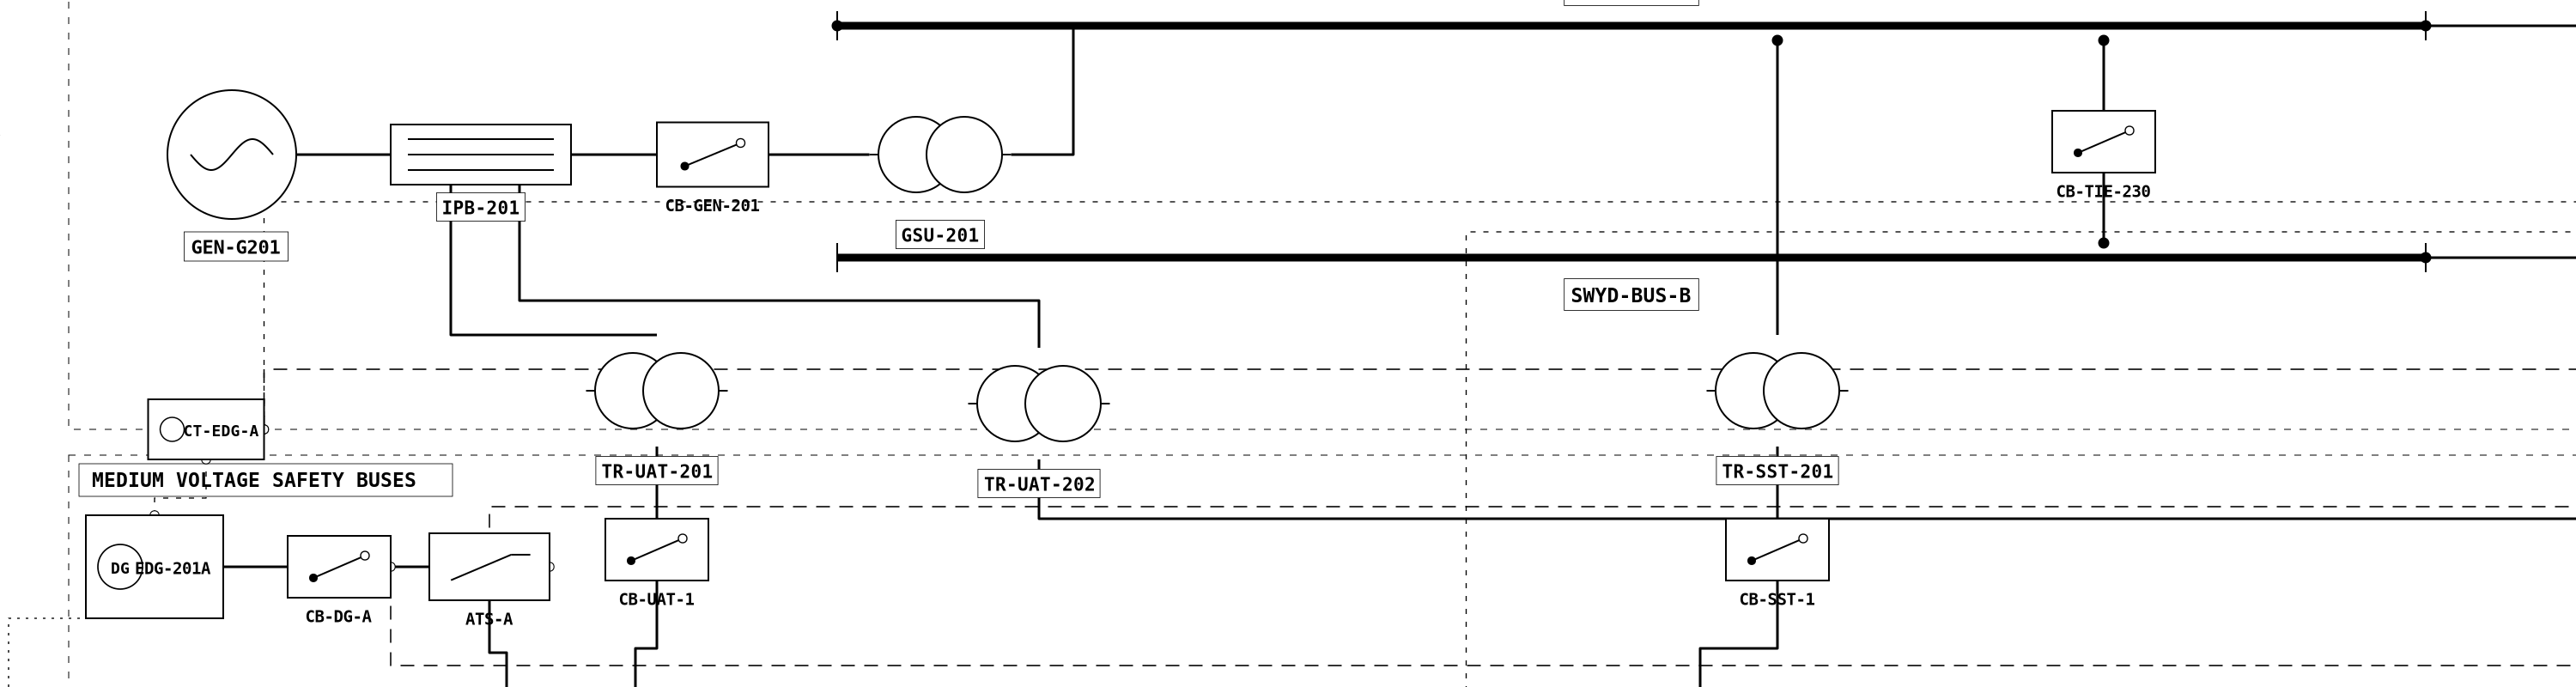 IPB-201
CB-GEN-201
CB-TIE-230
GEN-G201
GSU-201
SWYD-BUS-B
CT-EDG-A
MEDIUM VOLTAGE SAFETY BUSES
TR-UAT-201
TR-UAT-202
TR-SST-201
DG EDG-201A
CB-DG-A
ATS-A
CB-UAT-1
CB-SST-1